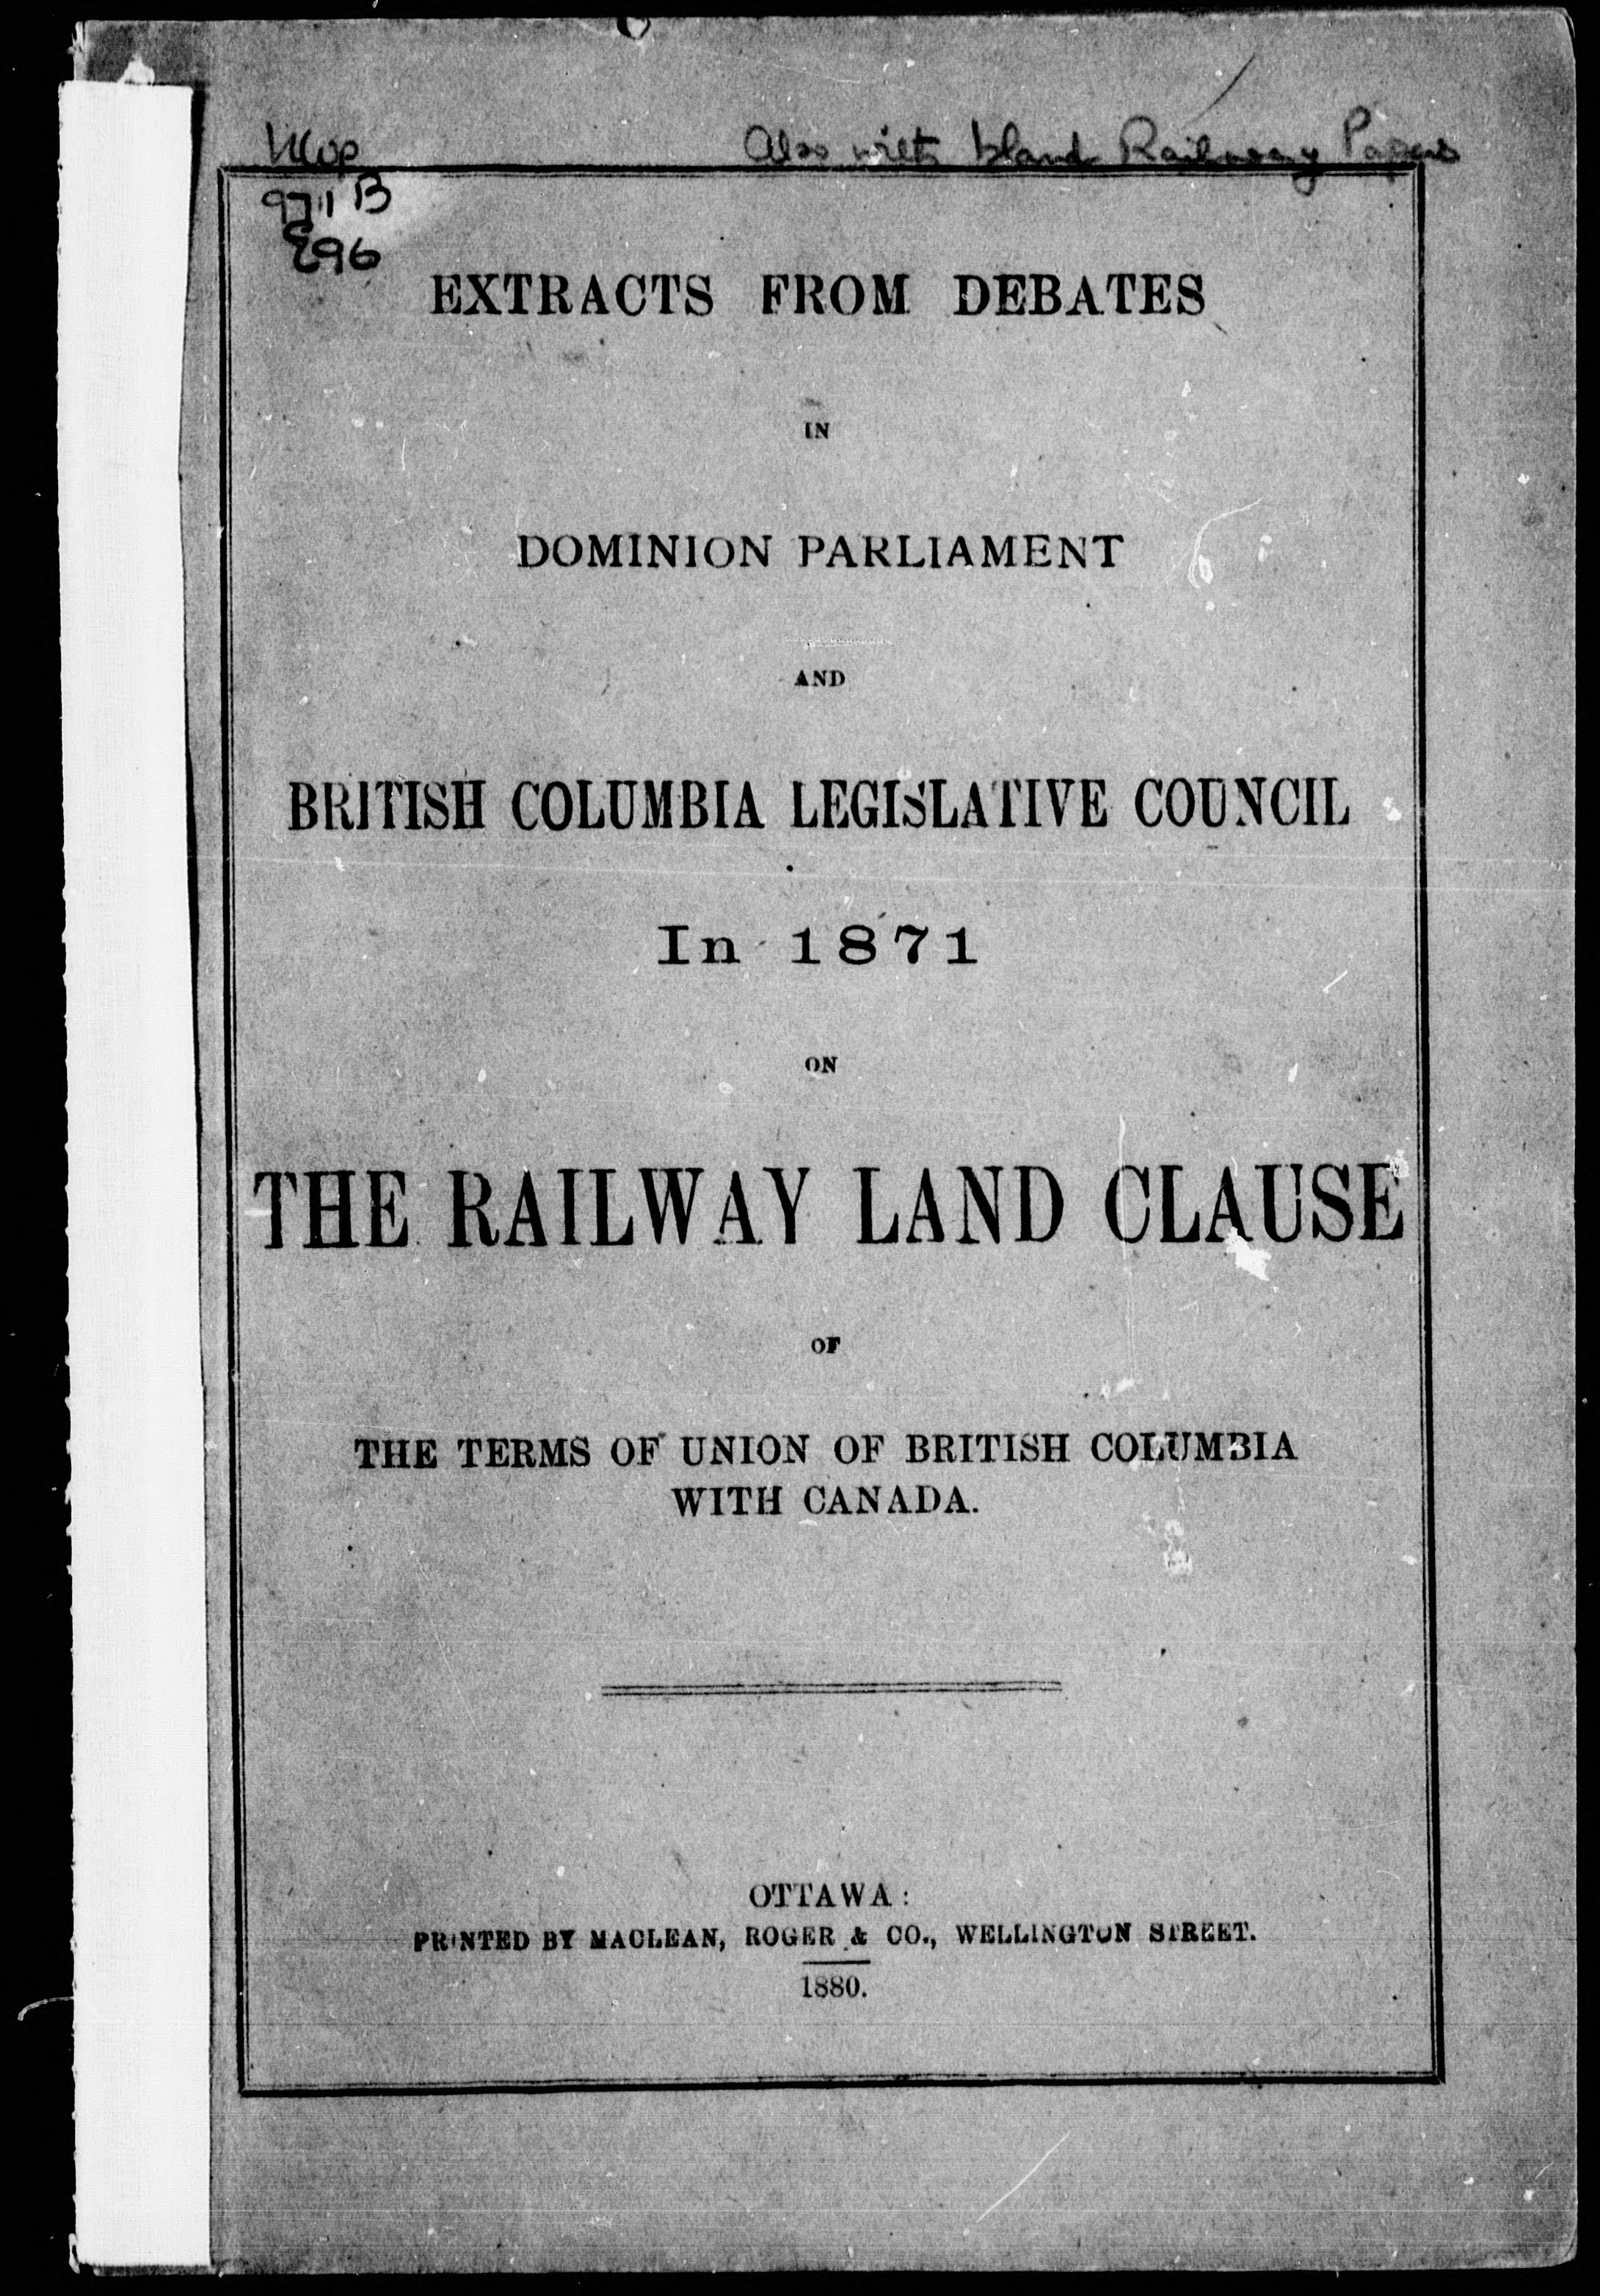 Also with Island Railway Papers
NWp
971.1 B
E96
EXTRACTS FROM DEBATES
IN
DOMINION PARLIAMENT
AND
BRITISH COLUMBIA LEGISLATIVE COUNCIL
In 1871
ON
THE RAILWAY LAND CLAUSE
OF
THE TERMS OF UNION OF BRITISH COLUMBIA
WITH CANADA.
OTTAWA:
PRINTED BY MACLEAN, ROGER & CO., WELLINGTON STREET.
1880.